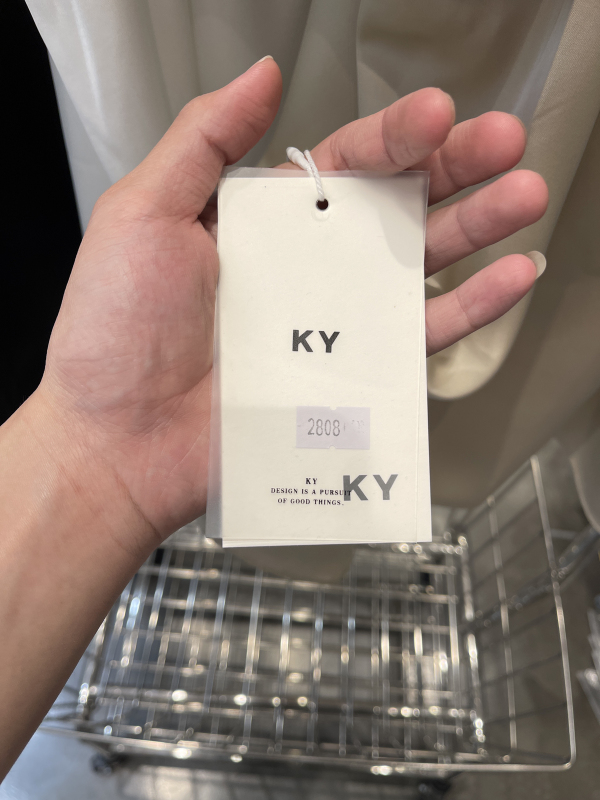 KY
2808
KY
KY
DESIGN IS A PURSUIT
OF GOOD THINGS.